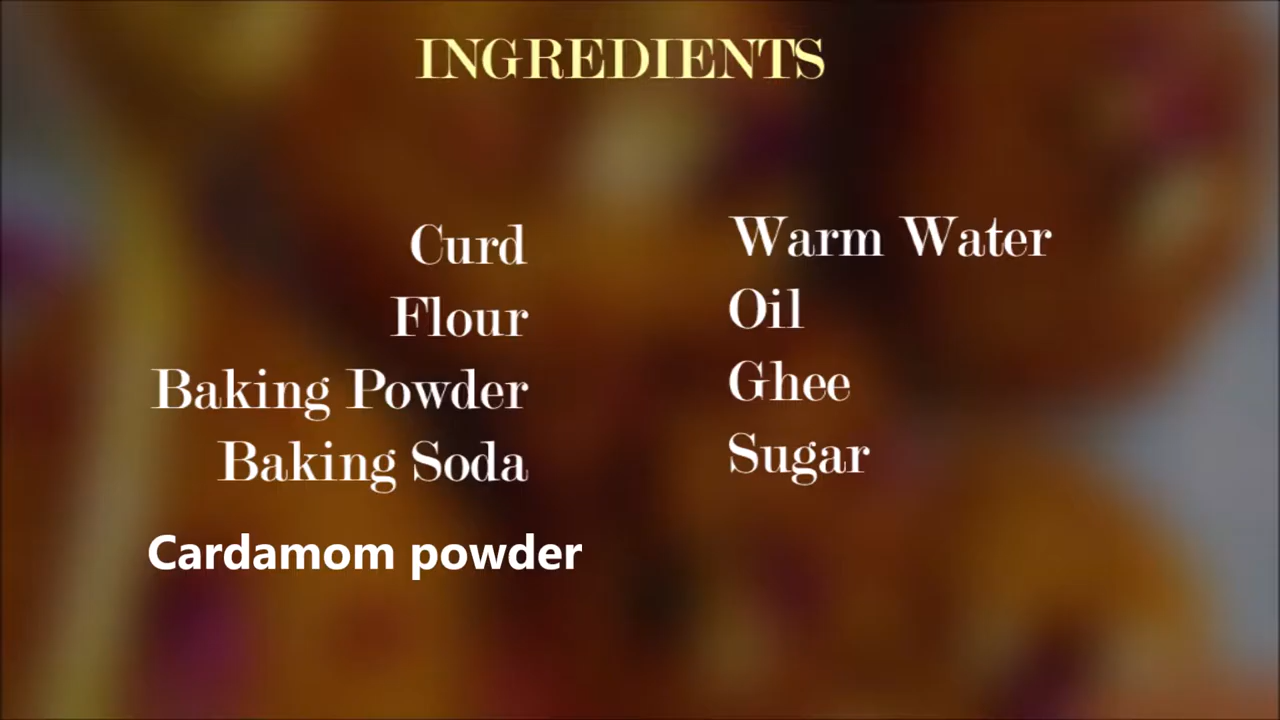 INGREDIENTS
Curd
Flour
Baking Powder
Baking Soda
Cardamom powder
Warm Water
Oil
Ghee
Sugar